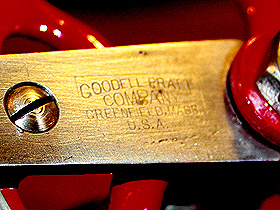 GOODELL-PRATT
COMPANY
GREENFIELD, MASS.
U.S.A.